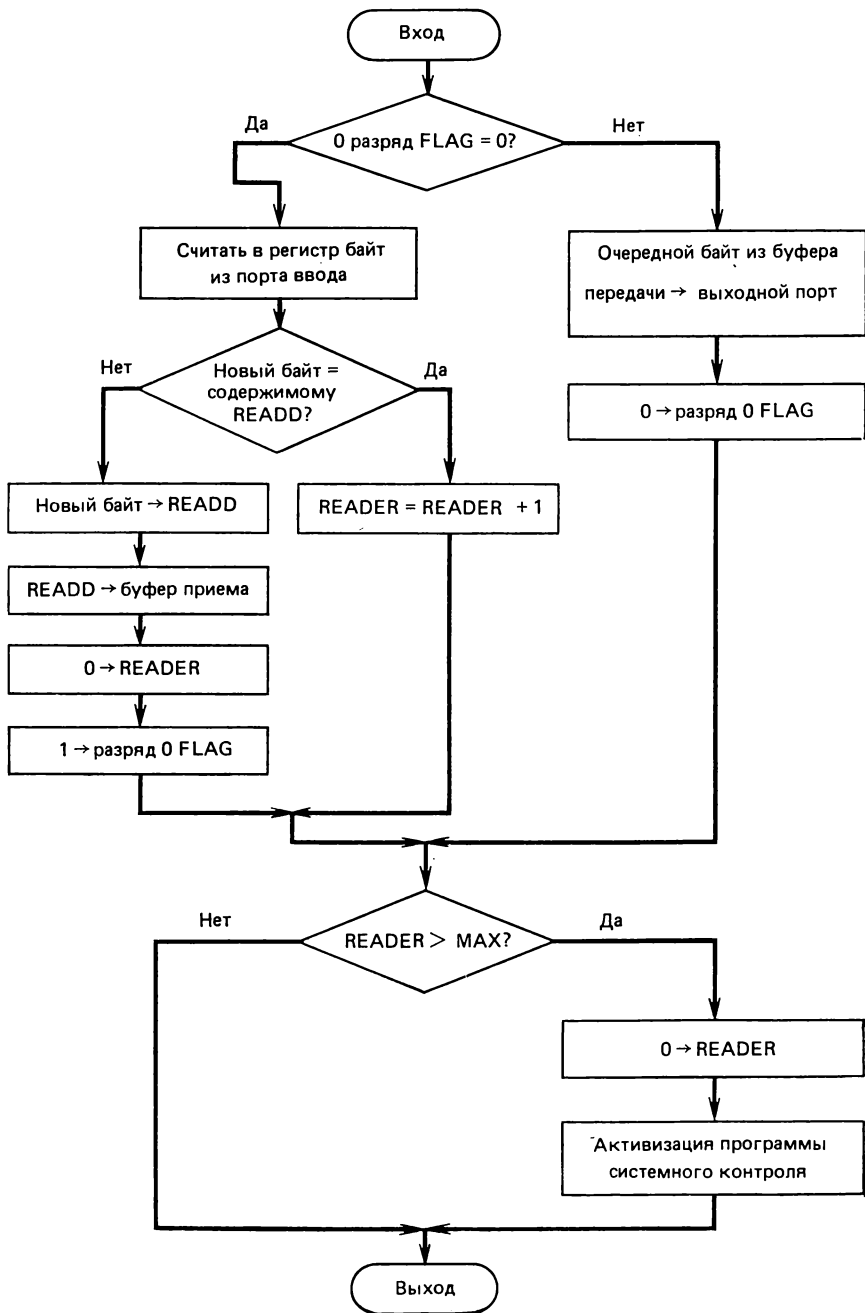 Вход
Да
0 разряд FLAG = 0?
Нет
Считать в регистр байт
из порта ввода
Очередной байт из буфера
передачи → выходной порт
Нет
Новый байт =
содержимому
READD?
Да
0 → разряд 0 FLAG
Новый байт → READD
READER = READER + 1
READD → буфер приема
0 → READER
1 → разряд 0 FLAG
Нет
READER > MAX?
Да
0 → READER
Активизация программы
системного контроля
Выход